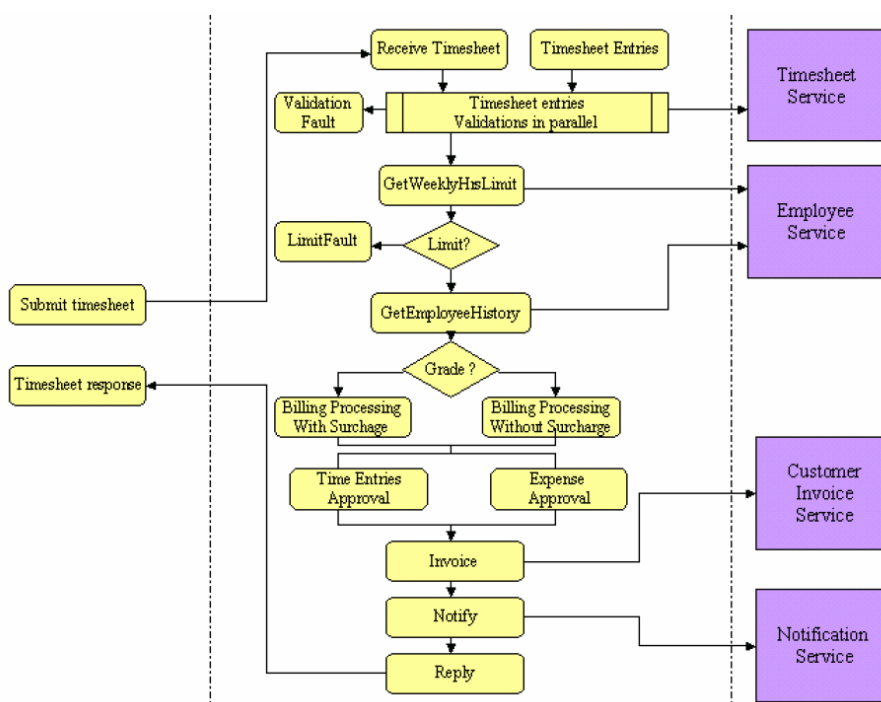 Receive Timesheet
Timesheet Entries
Timesheet
Service
Validation
Fault
Timesheet entries
Validations in parallel
GetWeeklyHrsLimit
Employee
Service
LimitFault
Limit?
Submit timesheet
GetEmployeeHistory
Timesheet response
Grade ?
Billing Processing
With Surchage
Billing Processing
Without Surcharge
Time Entries
Approval
Expense
Approval
Customer
Invoice
Service
Invoice
Notify
Notification
Service
Reply